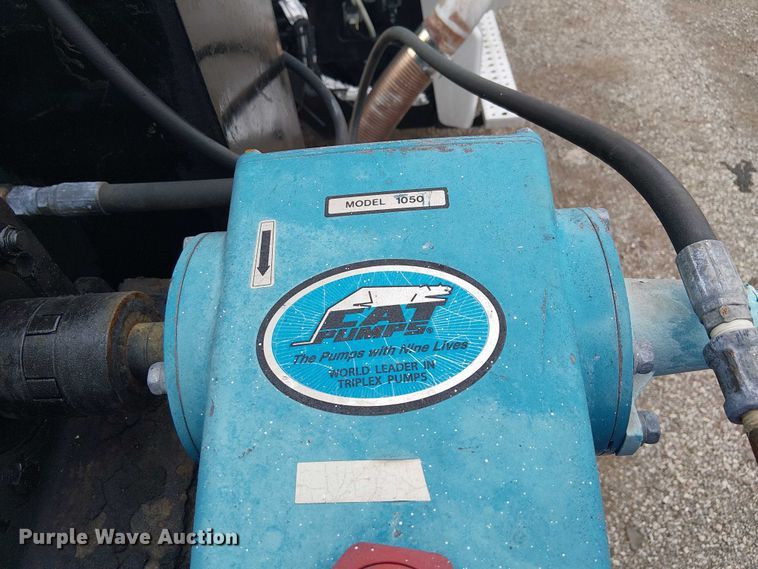 MODEL 1050
CAT
PUMPS®
The Pumps with Nine Lives
WORLD LEADER IN
TRIPLEX PUMPS
Purple Wave Auction®